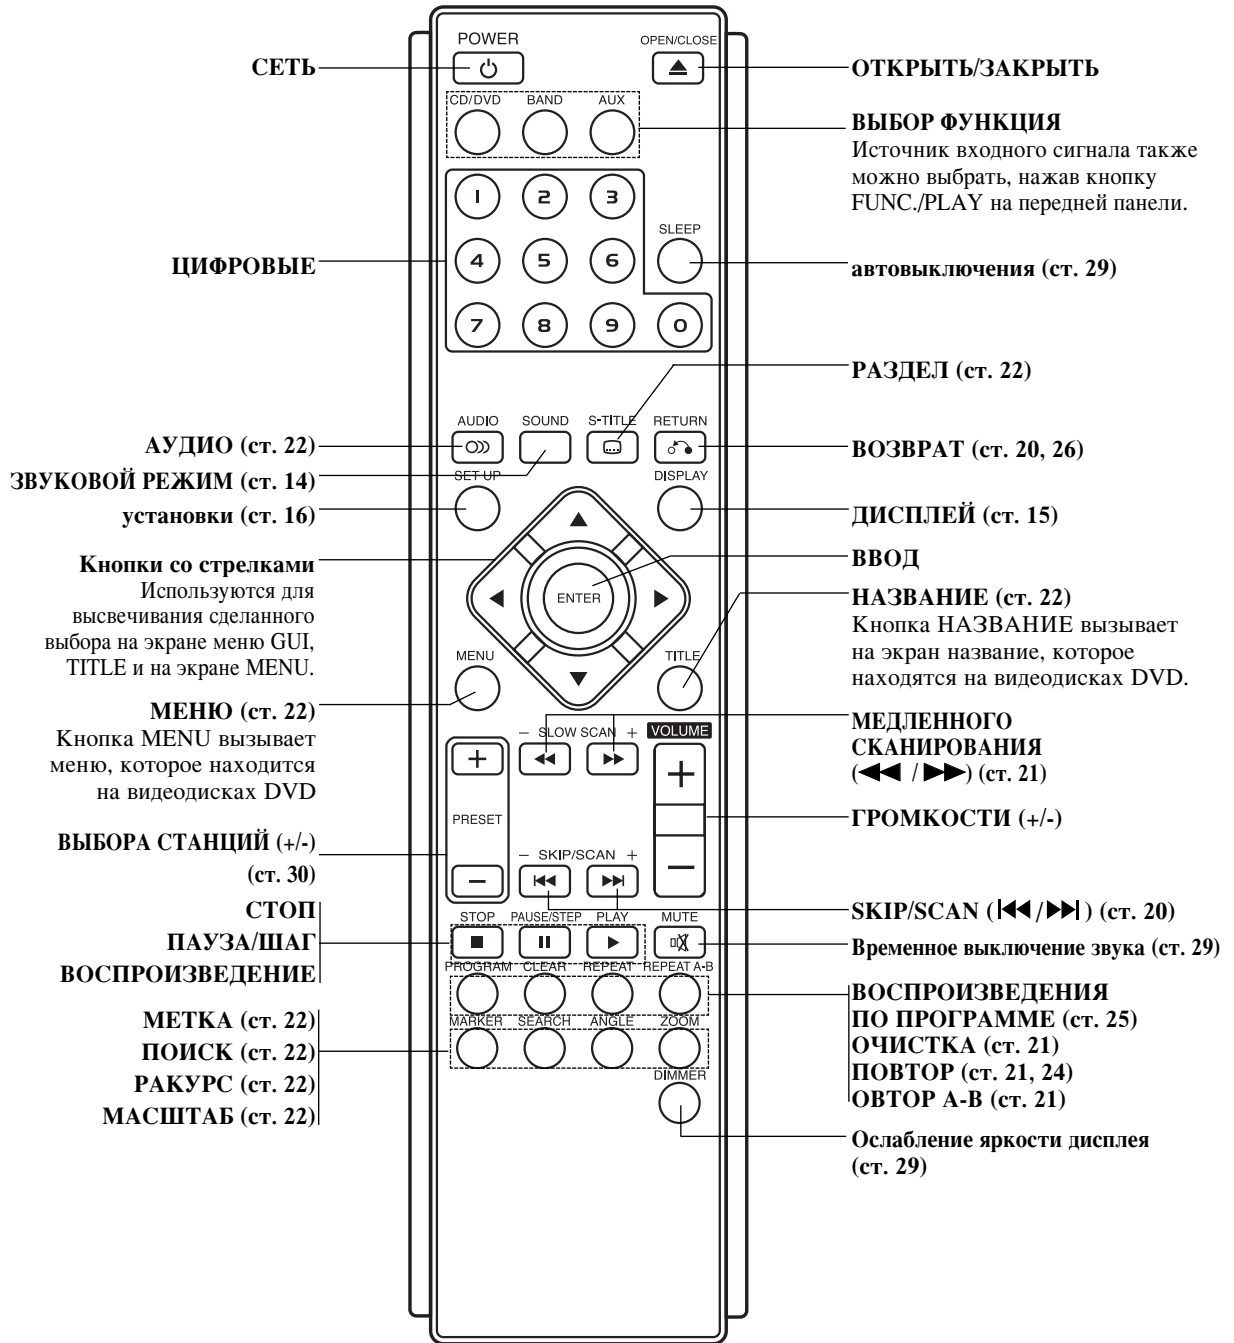 POWER
OPEN/CLOSE
СЕТЬ
ОТКРЫТЬ/ЗАКРЫТЬ
CD/DVD BAND AUX
ВЫБОР ФУНКЦИЯ
Источник входного сигнала также
можно выбрать, нажав кнопку
FUNC./PLAY на передней панели.
1 2 3
SLEEP
ЦИФРОВЫЕ
4 5 6
автовыключения (ст. 29)
7 8 9 0
РАЗДЕЛ (ст. 22)
AUDIO SOUND S-TITLE RETURN
АУДИО (ст. 22)
ВОЗВРАТ (ст. 20, 26)
ЗВУКОВОЙ РЕЖИМ (ст. 14)
SET UP
DISPLAY
установки (ст. 16)
ДИСПЛЕЙ (ст. 15)
Кнопки со стрелками
Используются для
высвечивания сделанного
выбора на экране меню GUI,
TITLE и на экране MENU.
ВВОД
ENTER
НАЗВАНИЕ (ст. 22)
Кнопка НАЗВАНИЕ вызывает
на экран название, которое
находятся на видеодисках DVD.
MENU
TITLE
МЕНЮ (ст. 22)
Кнопка MENU вызывает
меню, которое находится
на видеодисках DVD
– SLOW SCAN +
VOLUME
МЕДЛЕННОГО
СКАНИРОВАНИЯ
(◀◀ / ▶▶) (ст. 21)
+
+
PRESET
ГРОМКОСТИ (+/-)
ВЫБОРА СТАНЦИЙ (+/-)
(ст. 30)
– SKIP/SCAN +
–
–
СТОП
ПАУЗА/ШАГ
ВОСПРОИЗВЕДЕНИЕ
SKIP/SCAN (|◀◀ / ▶▶|) (ст. 20)
STOP PAUSE/STEP PLAY MUTE
Временное выключение звука (ст. 29)
PROGRAM CLEAR REPEAT REPEAT A-B
ВОСПРОИЗВЕДЕНИЯ
ПО ПРОГРАММЕ (ст. 25)
ОЧИСТКА (ст. 21)
ПОВТОР (ст. 21, 24)
ОВТОР A-B (ст. 21)
МЕТКА (ст. 22)
ПОИСК (ст. 22)
РАКУРС (ст. 22)
МАСШТАБ (ст. 22)
MARKER SEARCH ANGLE ZOOM
DIMMER
Ослабление яркости дисплея
(ст. 29)